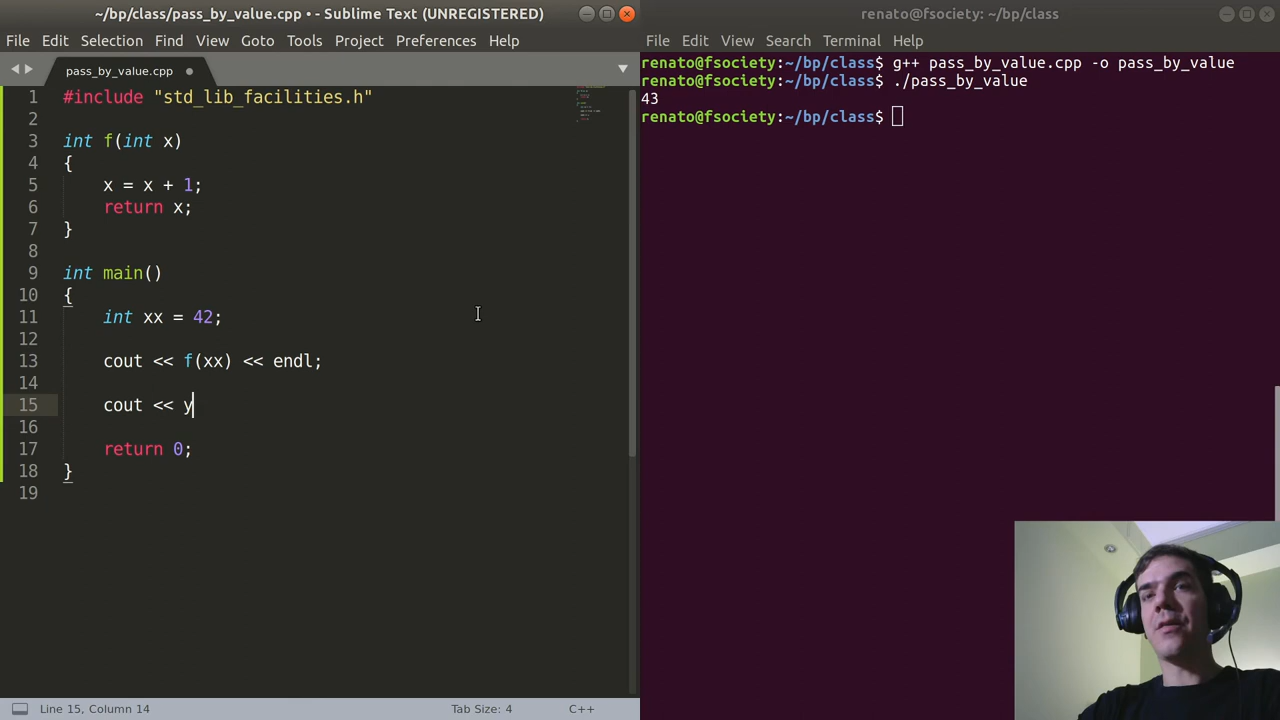 ~/bp/class/pass_by_value.cpp • - Sublime Text (UNREGISTERED)
File Edit Selection Find View Goto Tools Project Preferences Help
pass_by_value.cpp
1 #include "std_lib_facilities.h"
2
3 int f(int x)
4 {
5 x = x + 1;
6 return x;
7 }
8
9 int main()
10 {
11 int xx = 42;
12
13 cout << f(xx) << endl;
14
15 cout << y
16
17 return 0;
18 }
19
Line 15, Column 14 Tab Size: 4 C++
renato@fsociety: ~/bp/class
File Edit View Search Terminal Help
renato@fsociety:~/bp/class$ g++ pass_by_value.cpp -o pass_by_value
renato@fsociety:~/bp/class$ ./pass_by_value
43
renato@fsociety:~/bp/class$